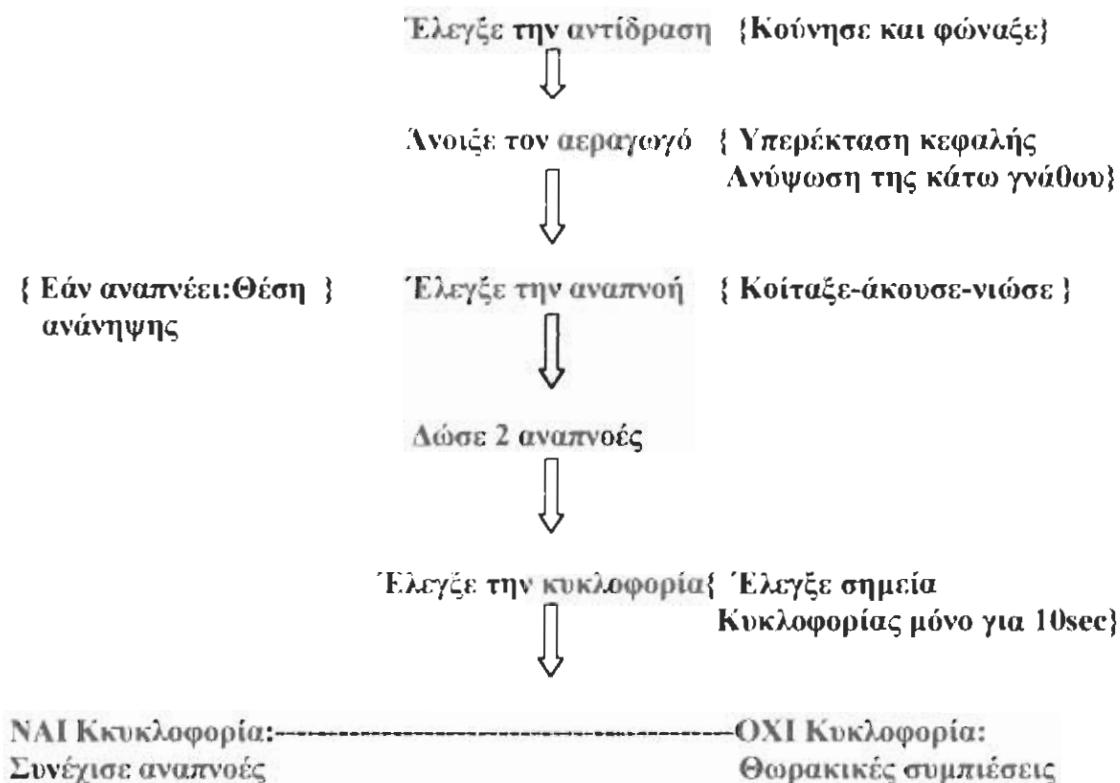 Έλεγξε την αντίδραση {Κούνησε και φώναξε}
Άνοιξε τον αεραγωγό { Υπερέκταση κεφαλής
Ανύψωση της κάτω γνάθου}
{ Εάν αναπνέει:Θέση }
ανάνηψης
Έλεγξε την αναπνοή { Κοίταξε-άκουσε-νιώσε }
Δώσε 2 αναπνοές
Έλεγξε την κυκλοφορία{ Έλεγξε σημεία
Κυκλοφορίας μόνο για 10sec}
ΝΑΙ Κκυκλοφορία:-----------------------------------------ΟΧΙ Κυκλοφορία:
Συνέχισε αναπνοές Θωρακικές συμπιέσεις